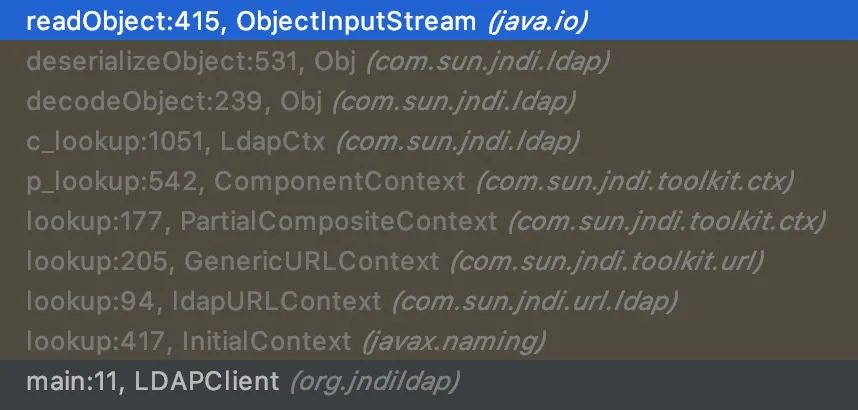 readObject:415, ObjectInputStream (java.io)
deserializeObject:531, Obj (com.sun.jndi.ldap)
decodeObject:239, Obj (com.sun.jndi.ldap)
c_lookup:1051, LdapCtx (com.sun.jndi.ldap)
p_lookup:542, ComponentContext (com.sun.jndi.toolkit.ctx)
lookup:177, PartialCompositeContext (com.sun.jndi.toolkit.ctx)
lookup:205, GenericURLContext (com.sun.jndi.toolkit.url)
lookup:94, ldapURLContext (com.sun.jndi.url.ldap)
lookup:417, InitialContext (javax.naming)
main:11, LDAPClient (org.jndildap)